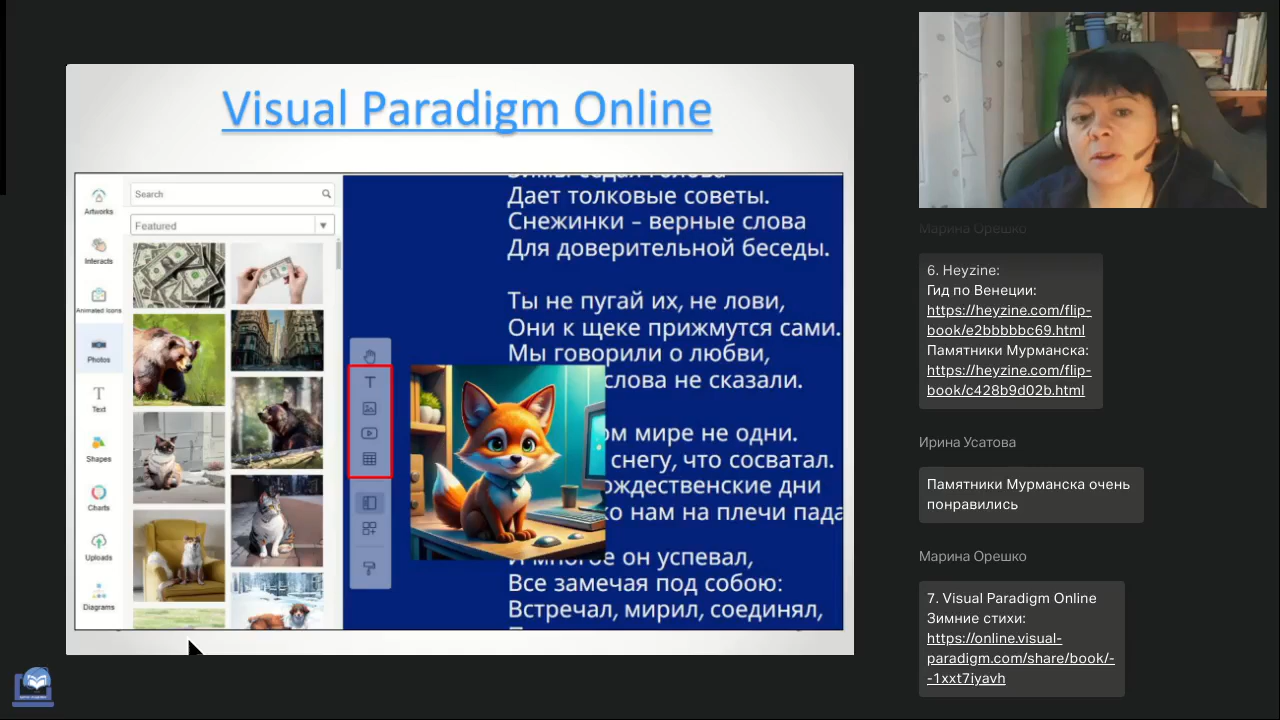 Visual Paradigm Online
Search
Featured
Artworks
Interacts
Animated Icons
Photos
Text
Shapes
Charts
Uploads
Diagrams
T
T
Дает толковые советы.
Снежинки – верные слова
Для доверительной беседы.
Ты не пугай их, не лови,
Они к щеке прижмутся сами.
Мы говорили о любви,
слова не сказали.
ом мире не одни.
снегу, что сосватал.
ождественские дни
ко нам на плечи пада
он успевал,
Все замечая под собою:
Встречал, мирил, соединял,
Марина Орешко
6. Heyzine:
Гид по Венеции:
https://heyzine.com/flip-
book/e2bbbbbc69.html
Памятники Мурманска:
https://heyzine.com/flip-
book/c428b9d02b.html
Ирина Усатова
Памятники Мурманска очень
понравились
Марина Орешко
7. Visual Paradigm Online
Зимние стихи:
https://online.visual-
paradigm.com/share/book/-
-1xxt7iyavh